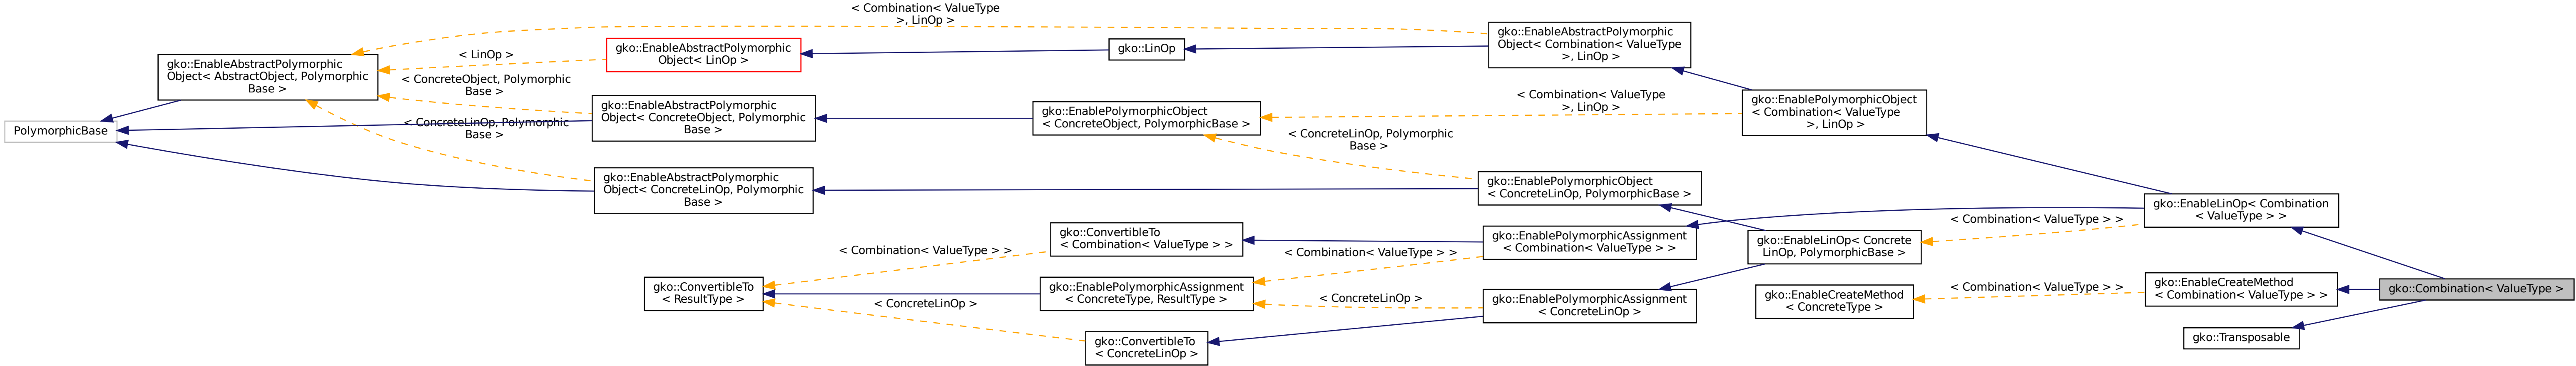 PolymorphicBase
gko::EnableAbstractPolymorphic
Object< AbstractObject, Polymorphic
Base >
< Combination< ValueType
>, LinOp >
< LinOp >
< ConcreteObject, Polymorphic
Base >
< ConcreteLinOp, Polymorphic
Base >
gko::EnableAbstractPolymorphic
Object< LinOp >
gko::EnableAbstractPolymorphic
Object< ConcreteObject, Polymorphic
Base >
gko::EnableAbstractPolymorphic
Object< ConcreteLinOp, Polymorphic
Base >
gko::ConvertibleTo
< ResultType >
< Combination< ValueType > >
< ConcreteLinOp >
gko::LinOp
gko::EnablePolymorphicObject
< ConcreteObject, PolymorphicBase >
gko::ConvertibleTo
< Combination< ValueType > >
gko::EnablePolymorphicAssignment
< ConcreteType, ResultType >
gko::ConvertibleTo
< ConcreteLinOp >
< Combination< ValueType
>, LinOp >
< ConcreteLinOp, Polymorphic
Base >
< Combination< ValueType > >
< ConcreteLinOp >
gko::EnableAbstractPolymorphic
Object< Combination< ValueType
>, LinOp >
gko::EnablePolymorphicObject
< ConcreteLinOp, PolymorphicBase >
gko::EnablePolymorphicAssignment
< Combination< ValueType > >
gko::EnablePolymorphicAssignment
< ConcreteLinOp >
gko::EnablePolymorphicObject
< Combination< ValueType
>, LinOp >
gko::EnableLinOp< Concrete
LinOp, PolymorphicBase >
gko::EnableCreateMethod
< ConcreteType >
< Combination< ValueType > >
< Combination< ValueType > >
gko::EnableLinOp< Combination
< ValueType > >
gko::EnableCreateMethod
< Combination< ValueType > >
gko::Transposable
gko::Combination< ValueType >